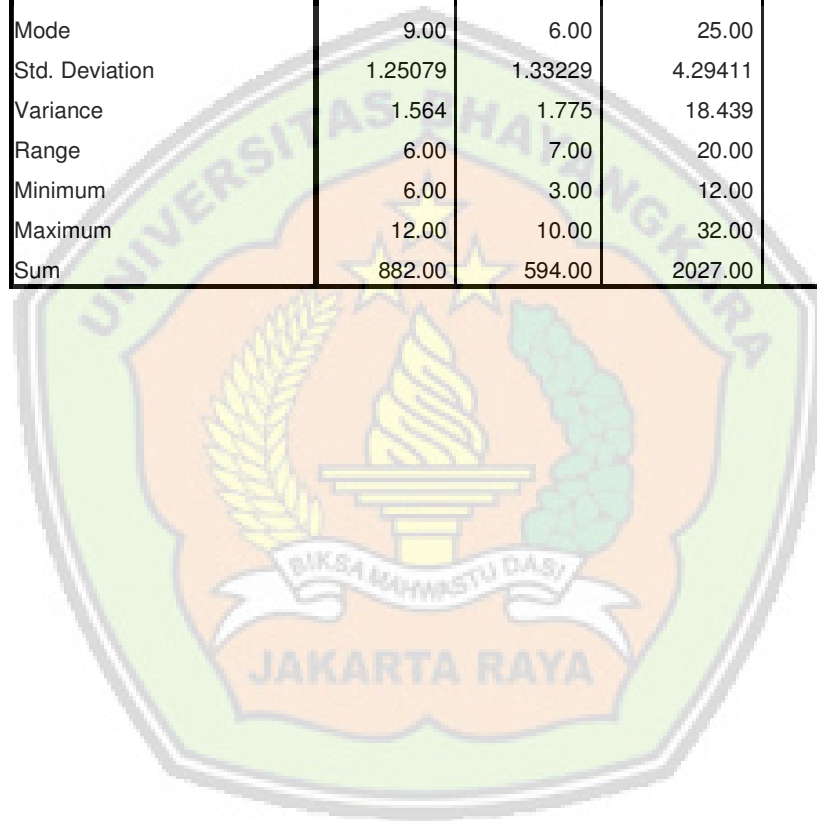 Mode 9.00 6.00 25.00
Std. Deviation 1.25079 1.33229 4.29411
Variance 1.564 1.775 18.439
Range 6.00 7.00 20.00
Minimum 6.00 3.00 12.00
Maximum 12.00 10.00 32.00
Sum 882.00 594.00 2027.00
UNIVERSITAS BHAYANGKARA
BIKSA MAHWASTU DASI
JAKARTA RAYA